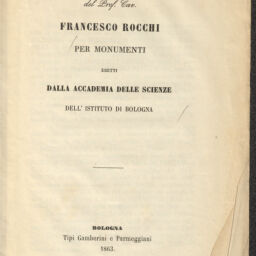 del Prof. Cav.
FRANCESCO ROCCHI
PER MONUMENTI
ERETTI
DALLA ACCADEMIA DELLE SCIENZE
DELL' ISTITUTO DI BOLOGNA
BOLOGNA
Tipi Gamberini e Parmeggiani
1863.